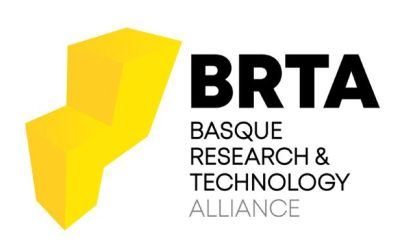 BRTA
BASQUE
RESEARCH &
TECHNOLOGY
ALLIANCE